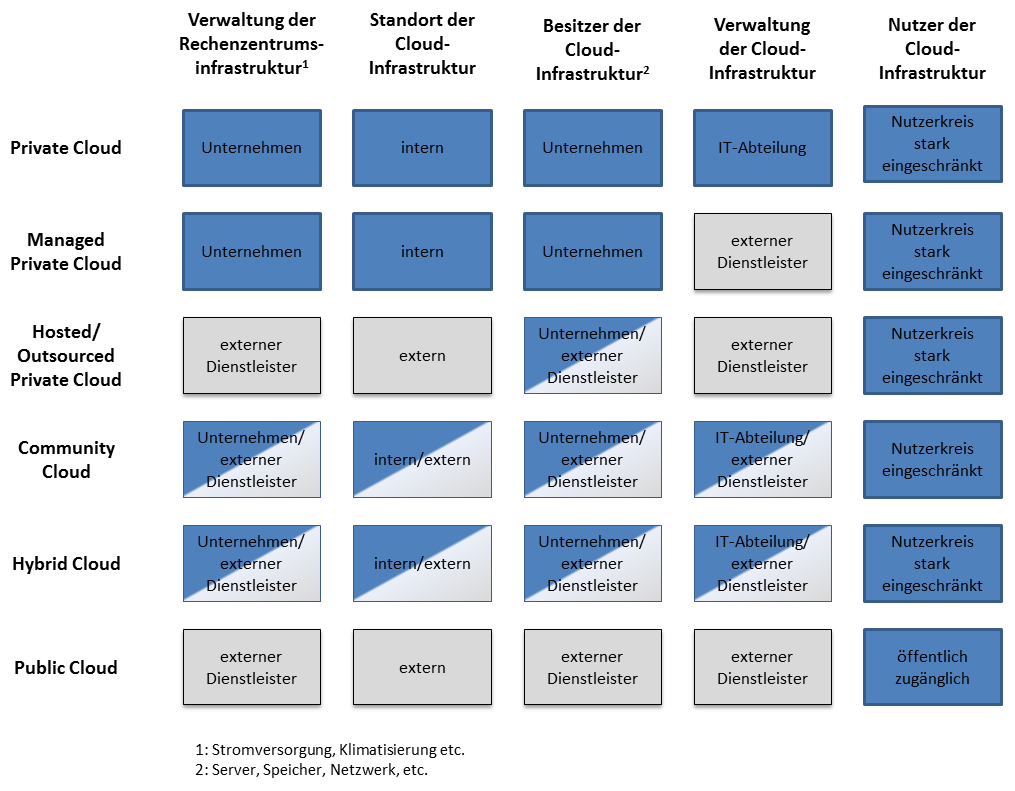 Verwaltung der
Rechenzentrums-
infrastruktur¹
Standort der
Cloud-
Infrastruktur
Besitzer der
Cloud-
Infrastruktur²
Verwaltung
der Cloud-
Infrastruktur
Nutzer der
Cloud-
Infrastruktur
Private Cloud
Unternehmen
intern
Unternehmen
IT-Abteilung
Nutzerkreis
stark
eingeschränkt
Managed
Private Cloud
Unternehmen
intern
Unternehmen
externer
Dienstleister
Nutzerkreis
stark
eingeschränkt
Hosted/
Outsourced
Private Cloud
externer
Dienstleister
extern
Unternehmen/
externer
Dienstleister
externer
Dienstleister
Nutzerkreis
stark
eingeschränkt
Community
Cloud
Unternehmen/
externer
Dienstleister
intern/extern
Unternehmen/
externer
Dienstleister
IT-Abteilung/
externer
Dienstleister
Nutzerkreis
eingeschränkt
Hybrid Cloud
Unternehmen/
externer
Dienstleister
intern/extern
Unternehmen/
externer
Dienstleister
IT-Abteilung/
externer
Dienstleister
Nutzerkreis
stark
eingeschränkt
Public Cloud
externer
Dienstleister
extern
externer
Dienstleister
externer
Dienstleister
öffentlich
zugänglich
1: Stromversorgung, Klimatisierung etc.
2: Server, Speicher, Netzwerk, etc.